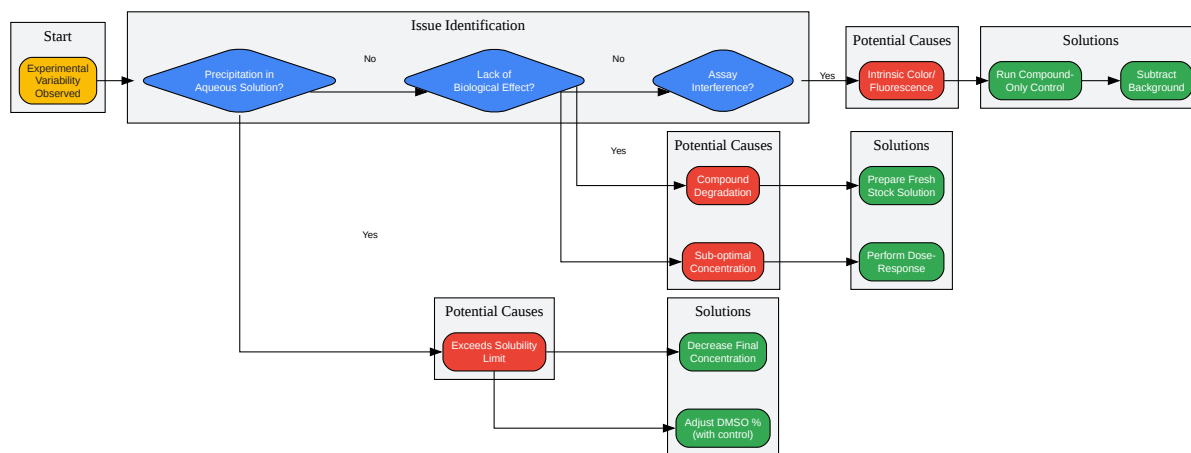 Start
Experimental
Variability
Observed
Issue Identification
Precipitation in
Aqueous Solution?
No
Lack of
Biological Effect?
No
Assay
Interference?
Yes
Potential Causes
Intrinsic Color/
Fluorescence
Solutions
Run Compound-
Only Control
Subtract
Background
Yes
Potential Causes
Compound
Degradation
Sub-optimal
Concentration
Solutions
Prepare Fresh
Stock Solution
Perform Dose-
Response
Yes
Potential Causes
Exceeds Solubility
Limit
Solutions
Decrease Final
Concentration
Adjust DMSO %
(with control)